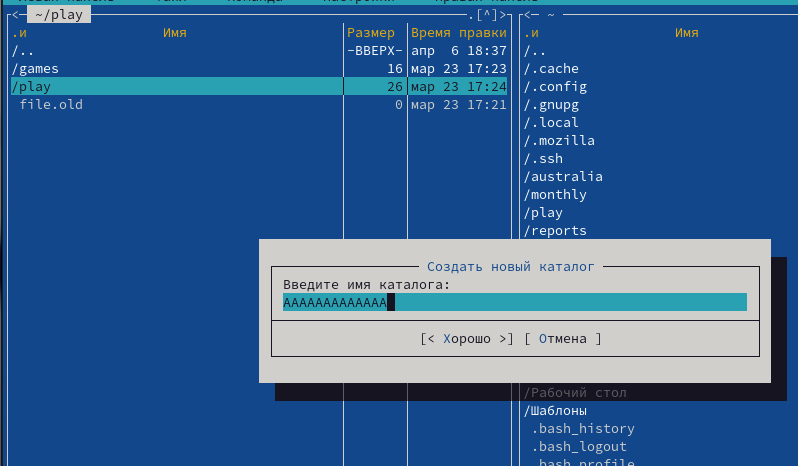 ~/play .[^]> <─ ~
.и Имя Размер Время правки .и Имя
/.. -ВВЕРХ- апр 6 18:37 /..
/games 16 мар 23 17:23 /.cache
/play 26 мар 23 17:24 /.config
file.old 0 мар 23 17:21 /.gnupg
/.local
/.mozilla
/.ssh
/australia
/monthly
/play
/reports
Создать новый каталог
Введите имя каталога:
AAAAAAAAAAAAA
[< Хорошо >] [ Отмена ]
/Рабочий стол
/Шаблоны
.bash_history
.bash_logout
.bash_profile